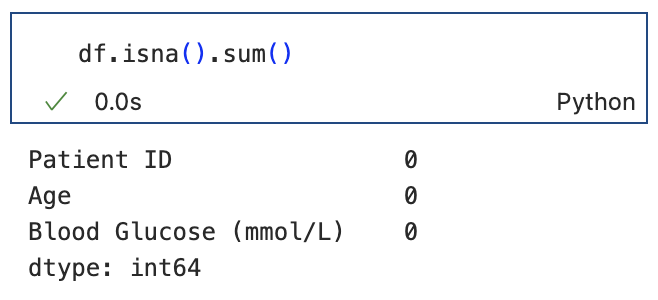 df.isna().sum()
0.0s Python
Patient ID 0
Age 0
Blood Glucose (mmol/L) 0
dtype: int64